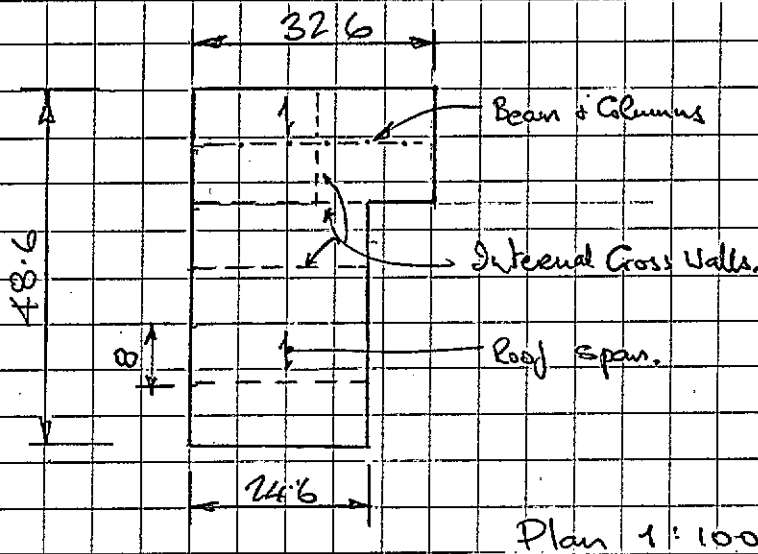 32.6
Beam & Columns
48.6
Internal Cross Walls.
8
Roof span.
24.6
Plan 1:100